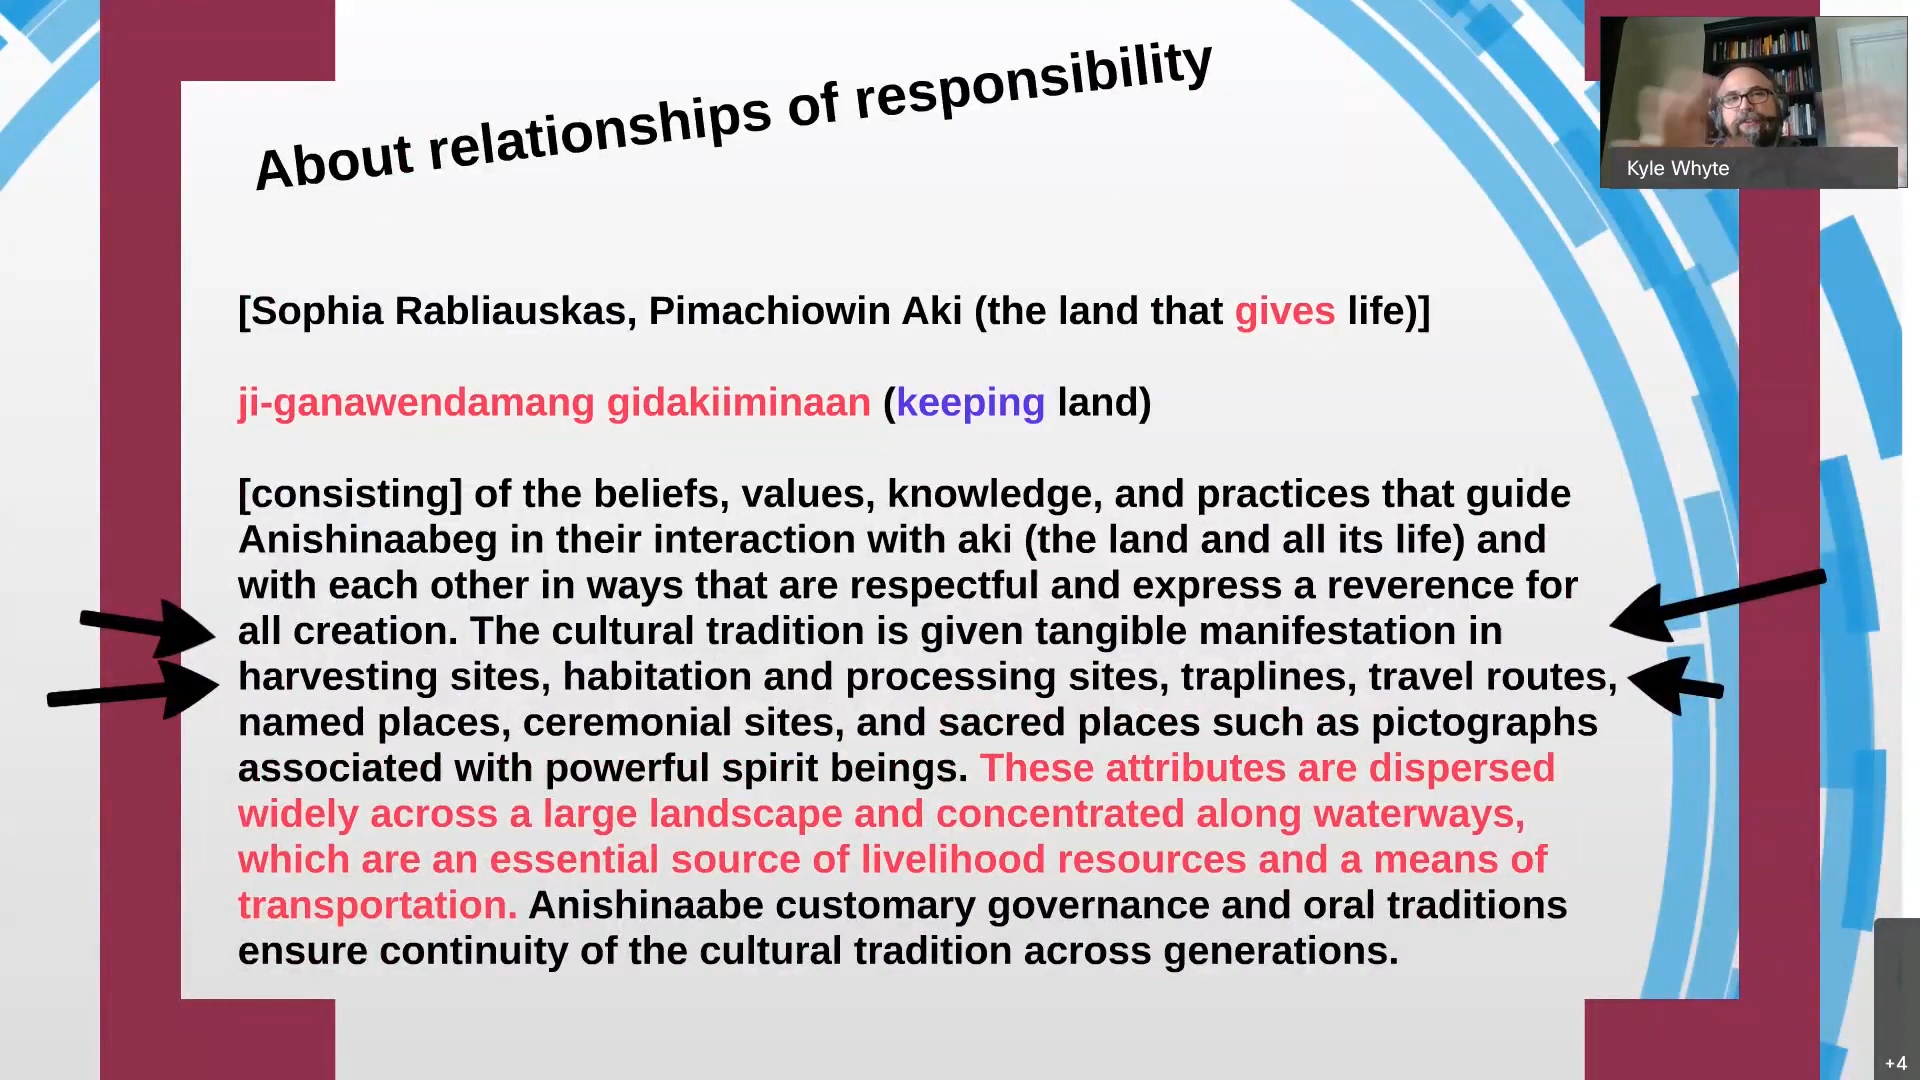 About relationships of responsibility
Kyle Whyte
[Sophia Rabliauskas, Pimachiowin Aki (the land that gives life)]
ji-ganawendamang gidakiiminaan (keeping land)
[consisting] of the beliefs, values, knowledge, and practices that guide
Anishinaabeg in their interaction with aki (the land and all its life) and
with each other in ways that are respectful and express a reverence for
all creation. The cultural tradition is given tangible manifestation in
harvesting sites, habitation and processing sites, traplines, travel routes,
named places, ceremonial sites, and sacred places such as pictographs
associated with powerful spirit beings. These attributes are dispersed
widely across a large landscape and concentrated along waterways,
which are an essential source of livelihood resources and a means of
transportation. Anishinaabe customary governance and oral traditions
ensure continuity of the cultural tradition across generations.
+4